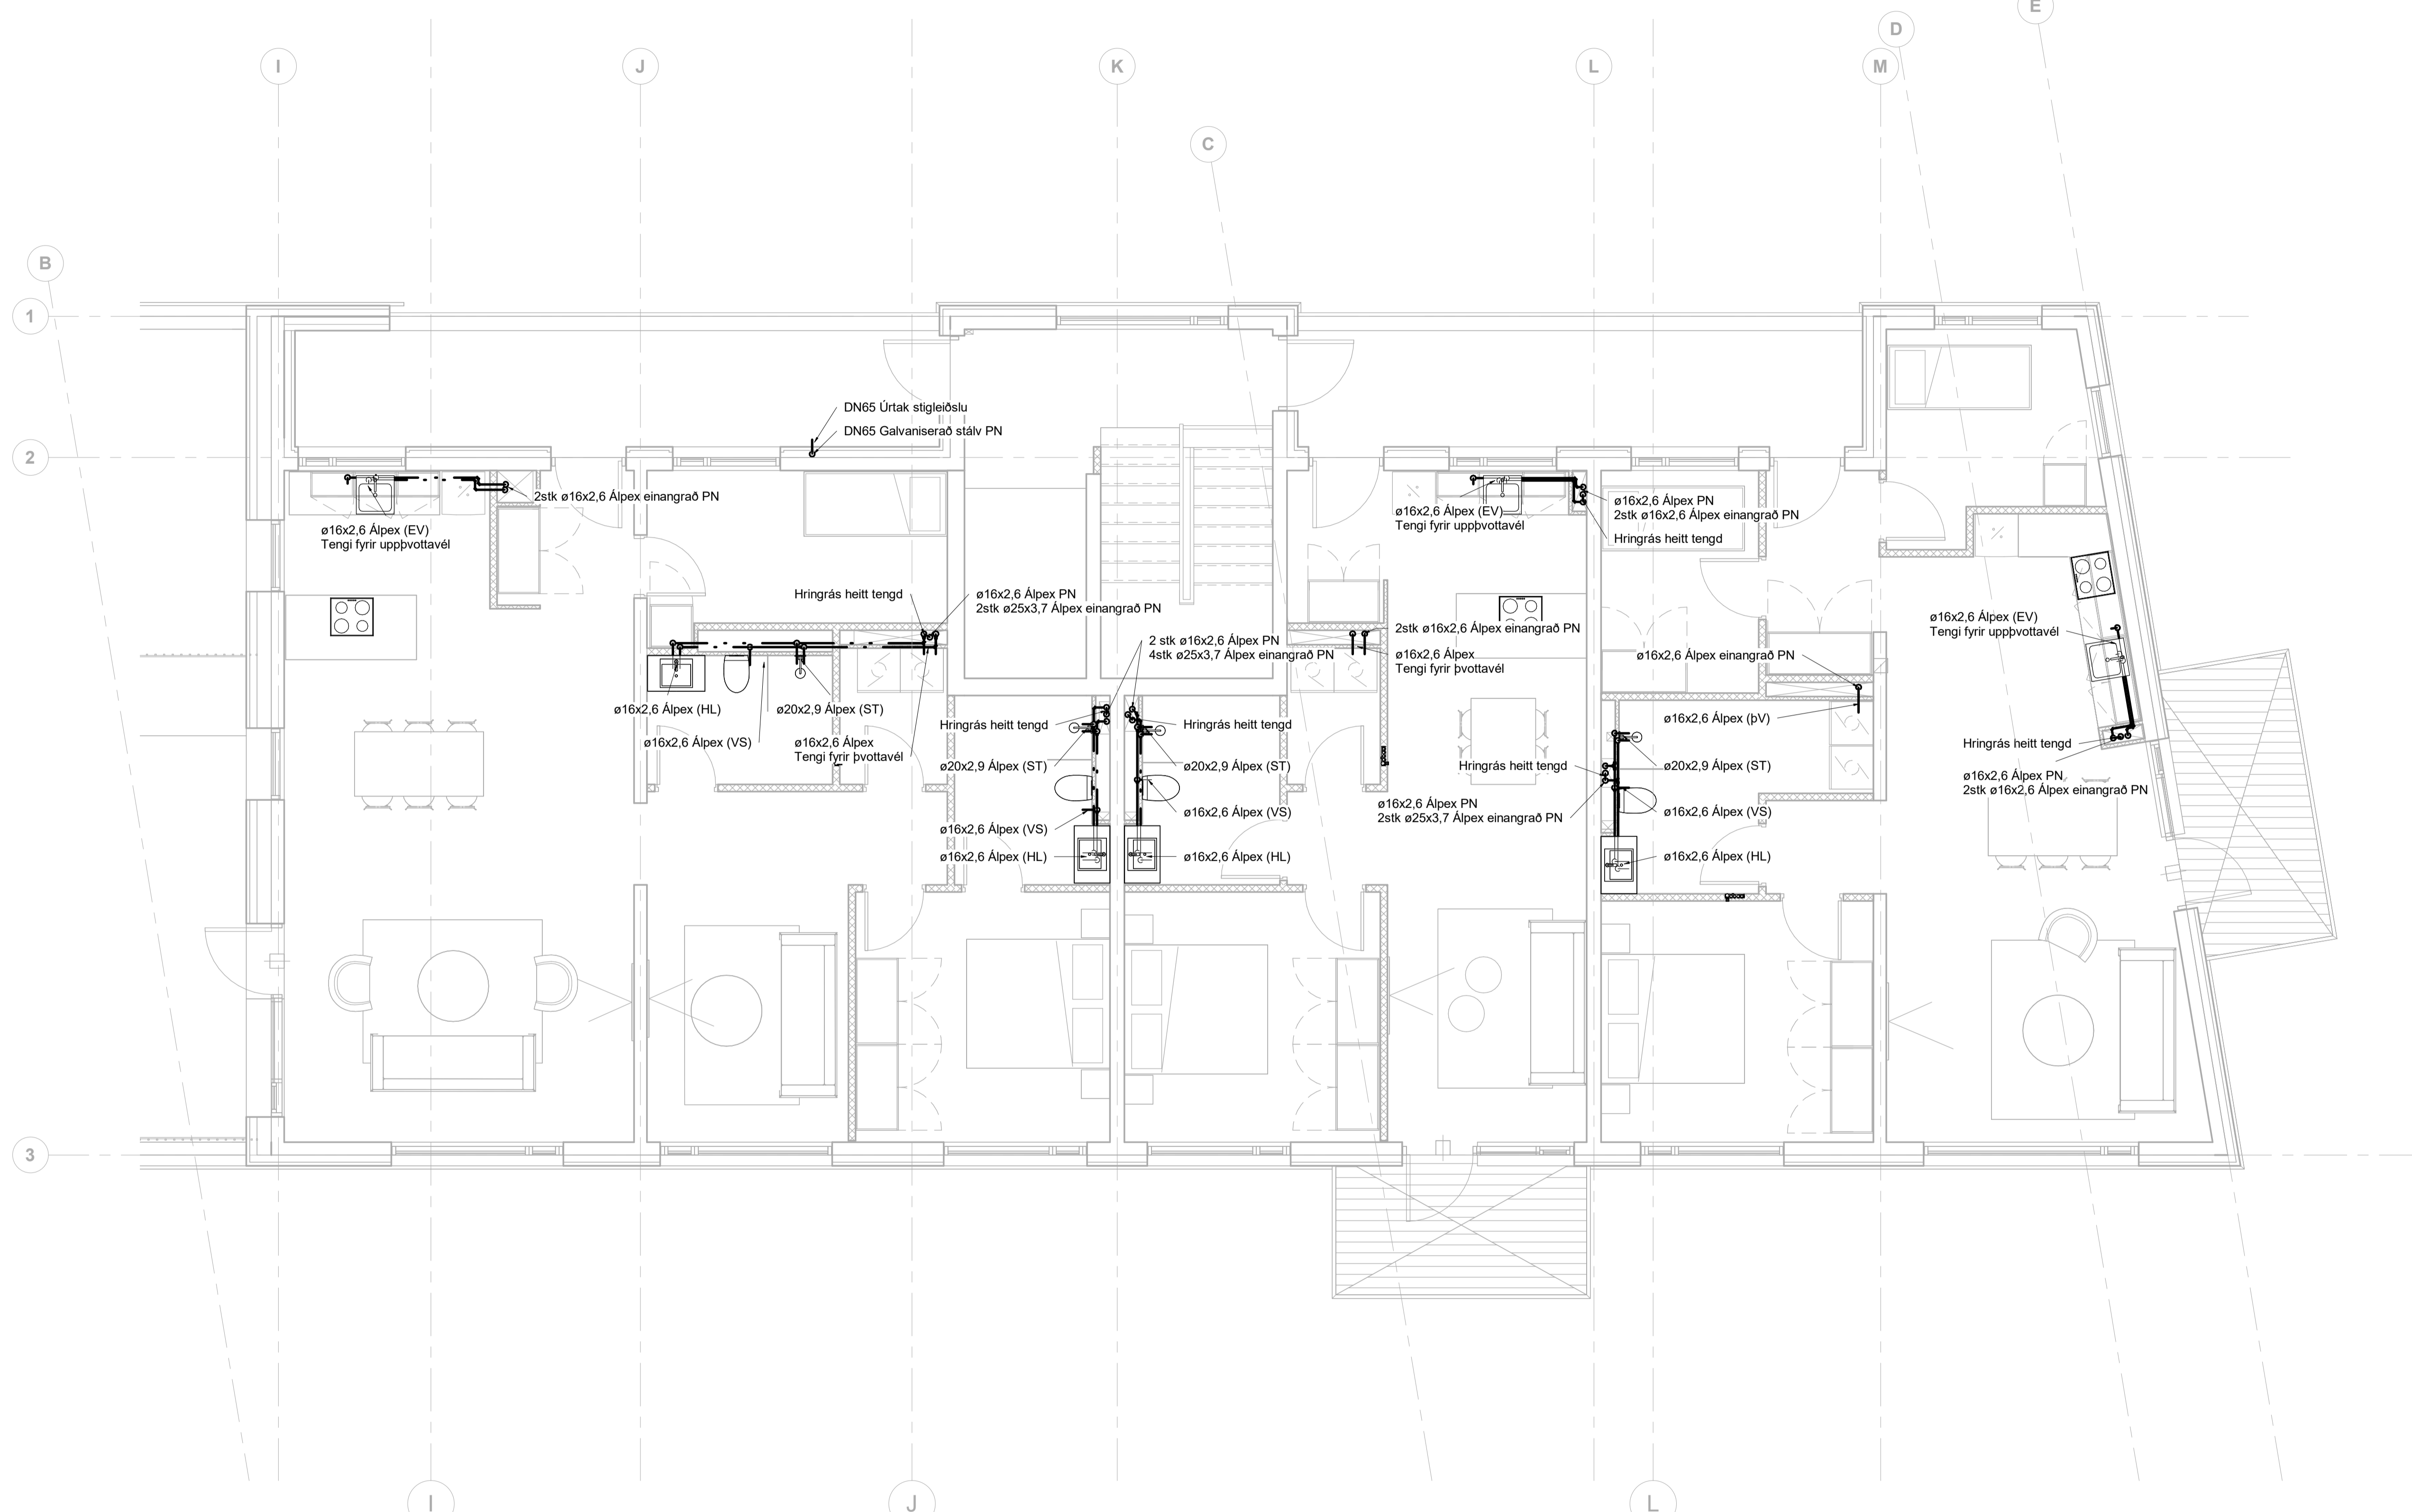 E
D
I
J
K
L
M
C
B
1
DN65 Úrtak stigleiðslu
DN65 Galvaniserað stálv PN
2
2stk ø16x2,6 Álpex einangrað PN
ø16x2,6 Álpex (EV)
Tengi fyrir uppþvottavél
ø16x2,6 Álpex (EV)
Tengi fyrir uppþvottavél
ø16x2,6 Álpex PN
2stk ø16x2,6 Álpex einangrað PN
Hringrás heitt tengd
Hringrás heitt tengd
ø16x2,6 Álpex PN
2stk ø25x3,7 Álpex einangrað PN
2 stk ø16x2,6 Álpex PN
4stk ø25x3,7 Álpex einangrað PN
2stk ø16x2,6 Álpex einangrað PN
ø16x2,6 Álpex
Tengi fyrir þvottavél
ø16x2,6 Álpex (EV)
Tengi fyrir uppþvottavél
ø16x2,6 Álpex einangrað PN
ø16x2,6 Álpex (HL)
ø20x2,9 Álpex (ST)
ø16x2,6 Álpex (VS)
ø16x2,6 Álpex
Tengi fyrir þvottavél
Hringrás heitt tengd
Hringrás heitt tengd
ø16x2,6 Álpex (þV)
ø20x2,9 Álpex (ST)
ø20x2,9 Álpex (ST)
Hringrás heitt tengd
ø20x2,9 Álpex (ST)
Hringrás heitt tengd
ø16x2,6 Álpex PN
2stk ø16x2,6 Álpex einangrað PN
ø16x2,6 Álpex (VS)
ø16x2,6 Álpex (VS)
ø16x2,6 Álpex PN
2stk ø25x3,7 Álpex einangrað PN
ø16x2,6 Álpex (VS)
ø16x2,6 Álpex (HL)
ø16x2,6 Álpex (HL)
ø16x2,6 Álpex (HL)
3
I
J
L